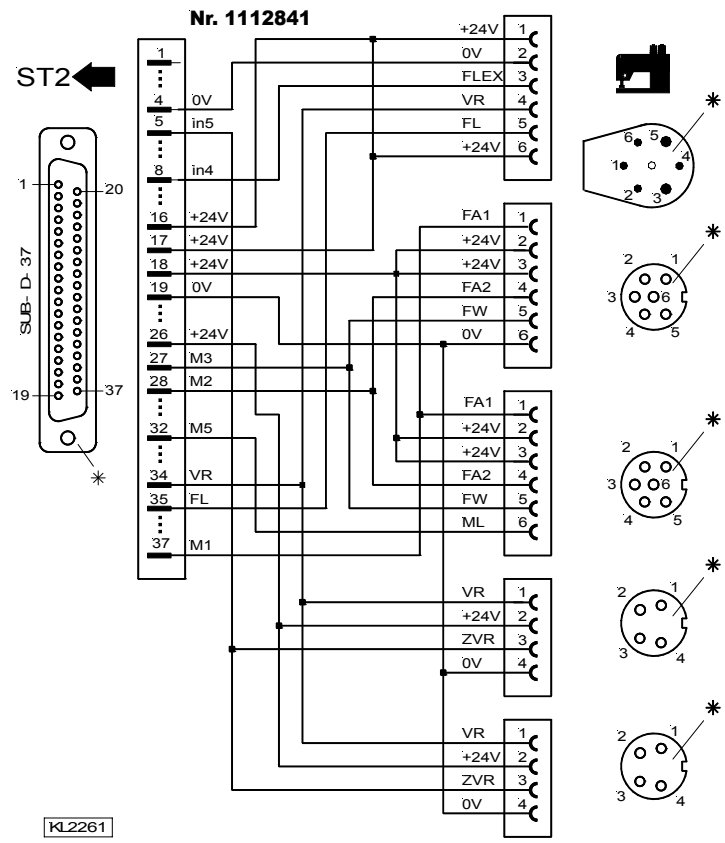 Nr. 1112841
ST2
1
4 0V
5 in5
8 in4
16 +24V
17 +24V
18 +24V
19 0V
26 +24V
27 M3
28 M2
32 M5
34 VR
35 FL
37 M1
SUB- D- 37
1
20
19
37
*
+24V 1
0V 2
FLEX 3
VR 4
FL 5
+24V 6
*
6 5 4
1
2 3
FA1 1
+24V 2
+24V 3
FA2 4
FW 5
0V 6
*
2 1
3 6
4 5
FA1 1
+24V 2
+24V 3
FA2 4
FW 5
ML 6
*
2 1
3 6
4 5
VR 1
+24V 2
ZVR 3
0V 4
*
2 1
3 4
VR 1
+24V 2
ZVR 3
0V 4
*
2 1
3 4
KL2261